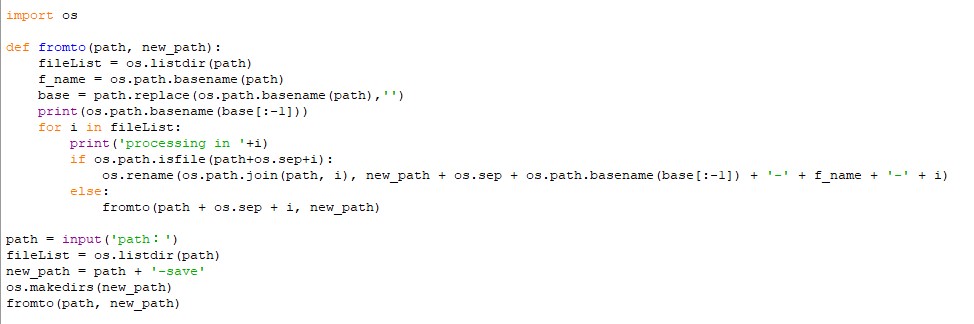 import os

def fromto(path, new_path):
    fileList = os.listdir(path)
    f_name = os.path.basename(path)
    base = path.replace(os.path.basename(path),'')
    print(os.path.basename(base[:-1]))
    for i in fileList:
        print('processing in '+i)
        if os.path.isfile(path+os.sep+i):
            os.rename(os.path.join(path, i), new_path + os.sep + os.path.basename(base[:-1]) + '-' + f_name + '-' + i)
        else:
            fromto(path + os.sep + i, new_path)

path = input('path：')
fileList = os.listdir(path)
new_path = path + '-save'
os.makedirs(new_path)
fromto(path, new_path)